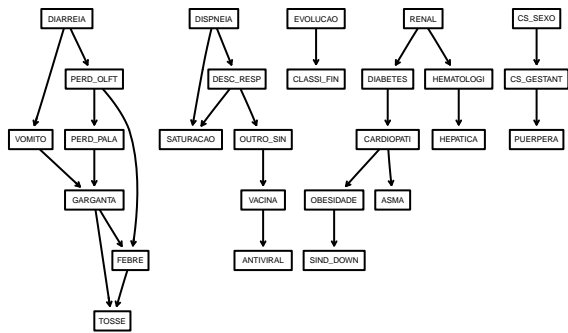 DIARREIA
DISPNEIA
EVOLUCAO
RENAL
CS_SEXO
PERD_OLFT
DESC_RESP
CLASSI_FIN
DIABETES
HEMATOLOGI
CS_GESTANT
VOMITO
PERD_PALA
SATURACAO
OUTRO_SIN
CARDIOPATI
HEPATICA
PUERPERA
GARGANTA
VACINA
OBESIDADE
ASMA
FEBRE
ANTIVIRAL
SIND_DOWN
TOSSE